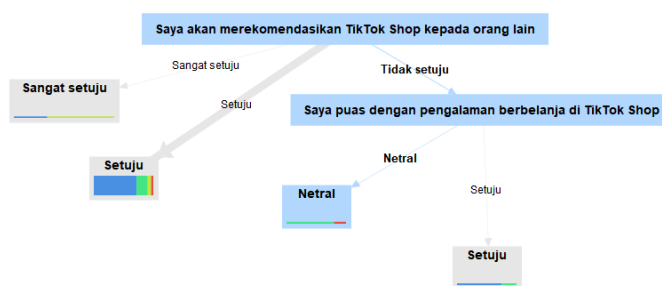 Saya akan merekomendasikan TikTok Shop kepada orang lain
Sangat setuju
Tidak setuju
Sangat setuju
Setuju
Saya puas dengan pengalaman berbelanja di TikTok Shop
Setuju
Netral
Netral
Setuju
Setuju